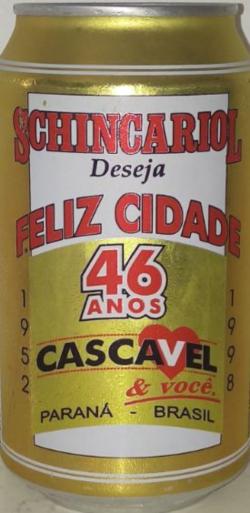 SCHINCARIOL
Deseja
FELIZ CIDADE
46
ANOS
1952
1998
CASCAVEL
& você.
PARANÁ - BRASIL